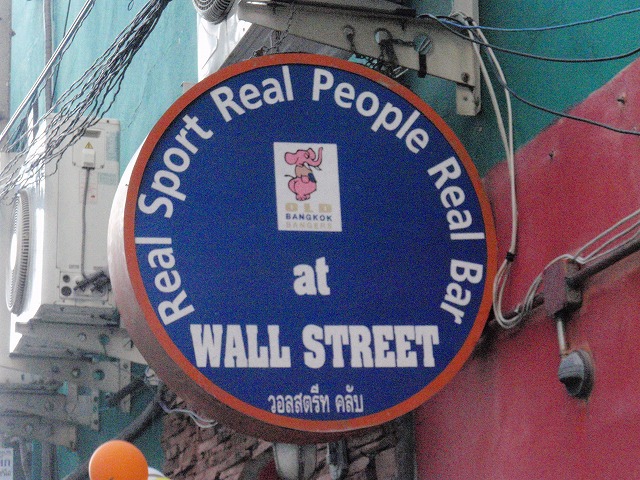 Real Sport Real People Real Bar
OLD
BANGKOK
BANGERS
at
WALL STREET
วอลสตรีท คลับ